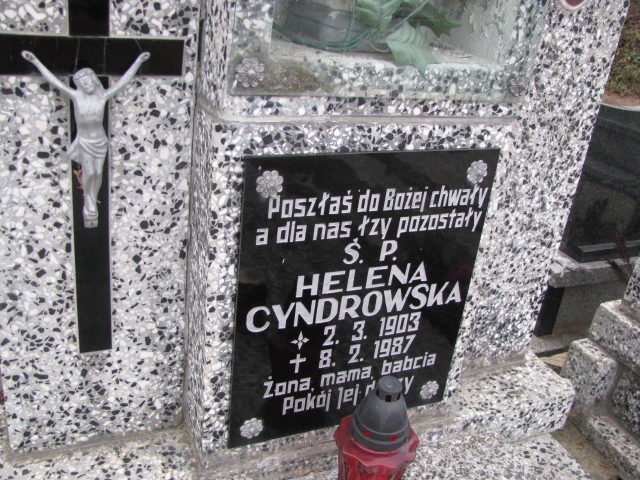 Poszłaś do Bożej chwały
a dla nas łzy pozostały
Ś. P.
HELENA
CYNDROWSKA
2. 3. 1903
8. 2. 1987
Żona, mama, babcia
Pokój Jej